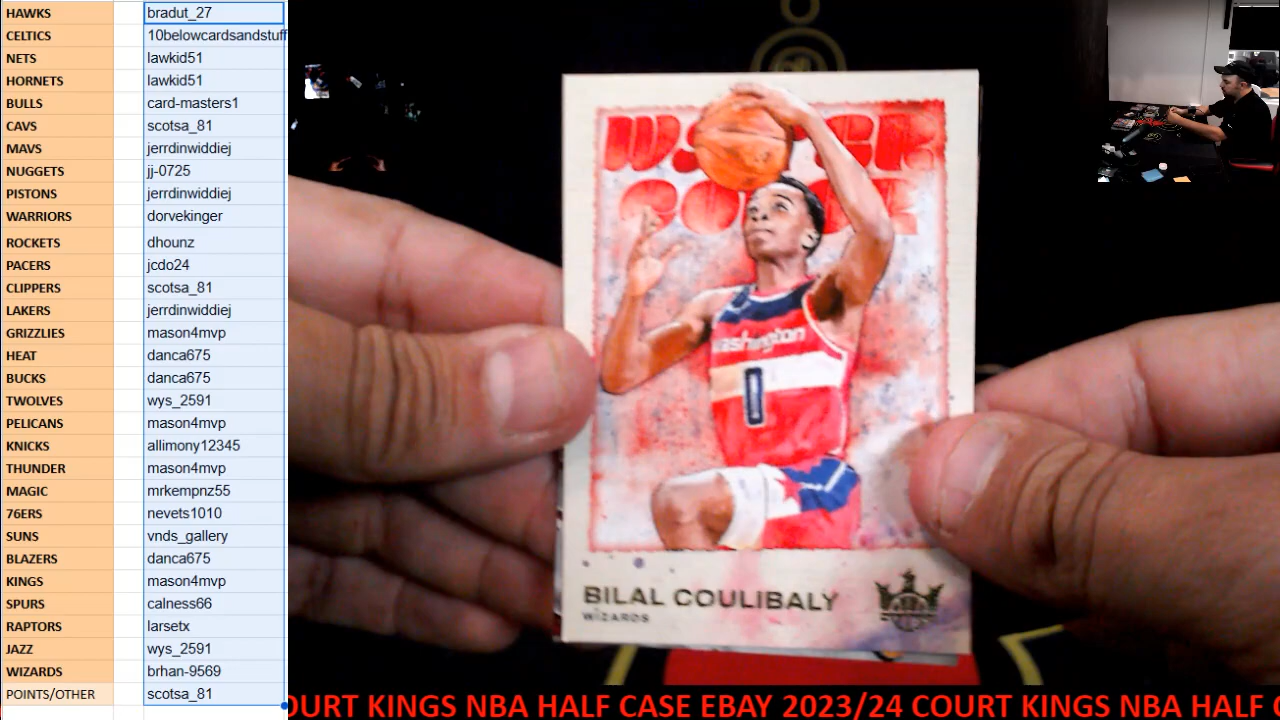 HAWKS bradut_27
CELTICS 10belowcardsandstuff
NETS lawkid51
HORNETS lawkid51
BULLS card-masters1
CAVS scotsa_81
MAVS jerrdinwiddiej
NUGGETS jj-0725
PISTONS jerrdinwiddiej
WARRIORS dorvekinger
ROCKETS dhounz
PACERS jcdo24
CLIPPERS scotsa_81
LAKERS jerrdinwiddiej
GRIZZLIES mason4mvp
HEAT danca675
BUCKS danca675
TWOLVES wys_2591
PELICANS mason4mvp
KNICKS allimony12345
THUNDER mason4mvp
MAGIC mrkempnz55
76ERS nevets1010
SUNS vnds_gallery
BLAZERS danca675
KINGS mason4mvp
SPURS calness66
RAPTORS larsetx
JAZZ wys_2591
WIZARDS brhan-9569
POINTS/OTHER scotsa_81
Washington
0
BILAL COULIBALY
WIZARDS
OURT KINGS NBA HALF CASE EBAY 2023/24 COURT KINGS NBA HALF